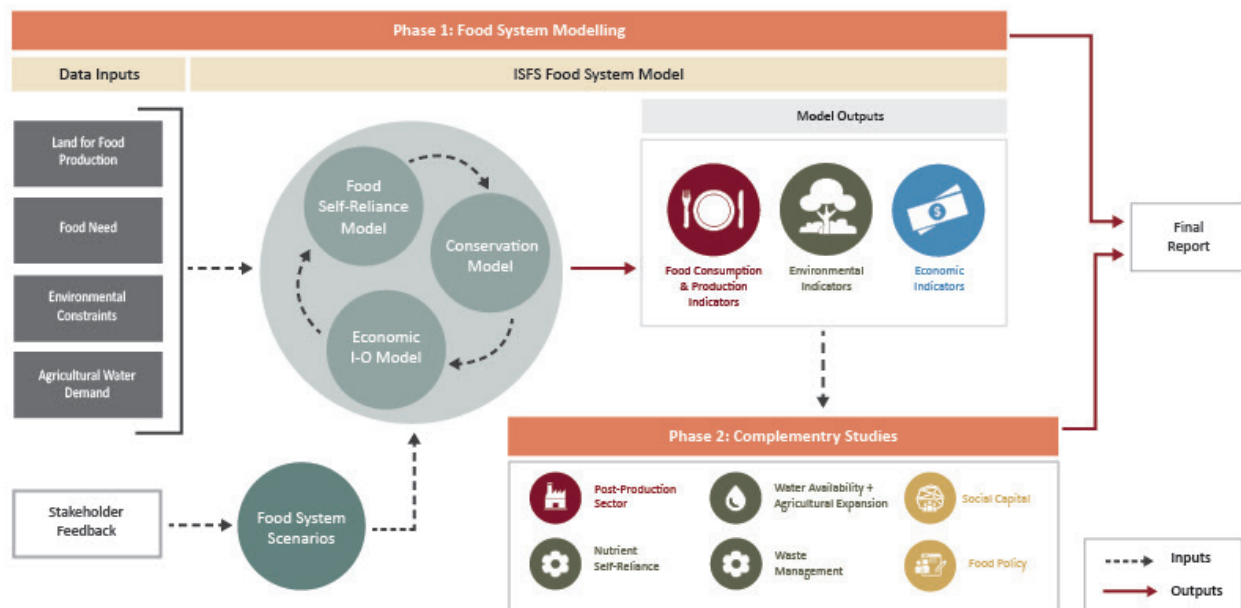 Phase 1: Food System Modelling
Data Inputs
ISFS Food System Model
Land for Food
Production
Food Need
Environmental
Constraints
Agricultural Water
Demand
Food
Self-Reliance
Model
Conservation
Model
Economic
I-O Model
Model Outputs
Food Consumption
& Production
Indicators
Environmental
Indicators
$
Economic
Indicators
Final
Report
Stakeholder
Feedback
Food System
Scenarios
Phase 2: Complementry Studies
Post-Production
Sector
Water Availability +
Agricultural Expansion
Social Capital
Nutrient
Self-Reliance
Waste
Management
Food Policy
Inputs
Outputs